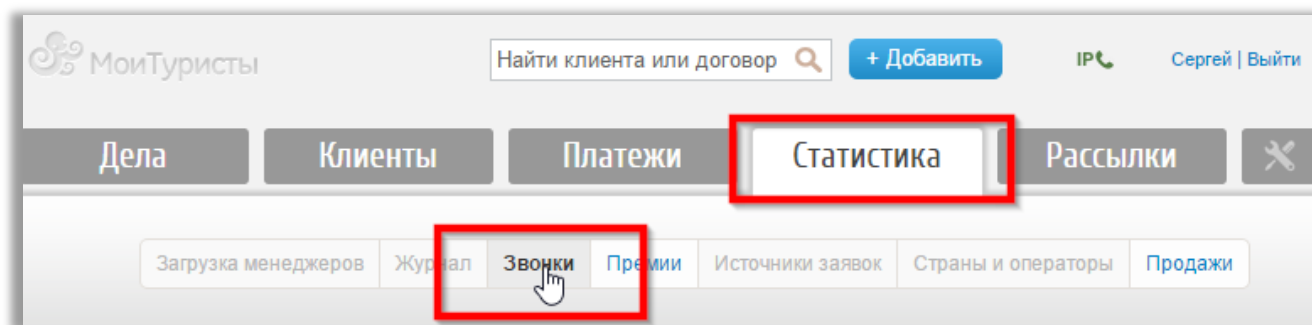 МоиТуристы
Найти клиента или договор
+ Добавить
IP
Сергей | Выйти
Дела
Клиенты
Платежи
Статистика
Рассылки
Загрузка менеджеров
Журнал
Звонки
Премии
Источники заявок
Страны и операторы
Продажи